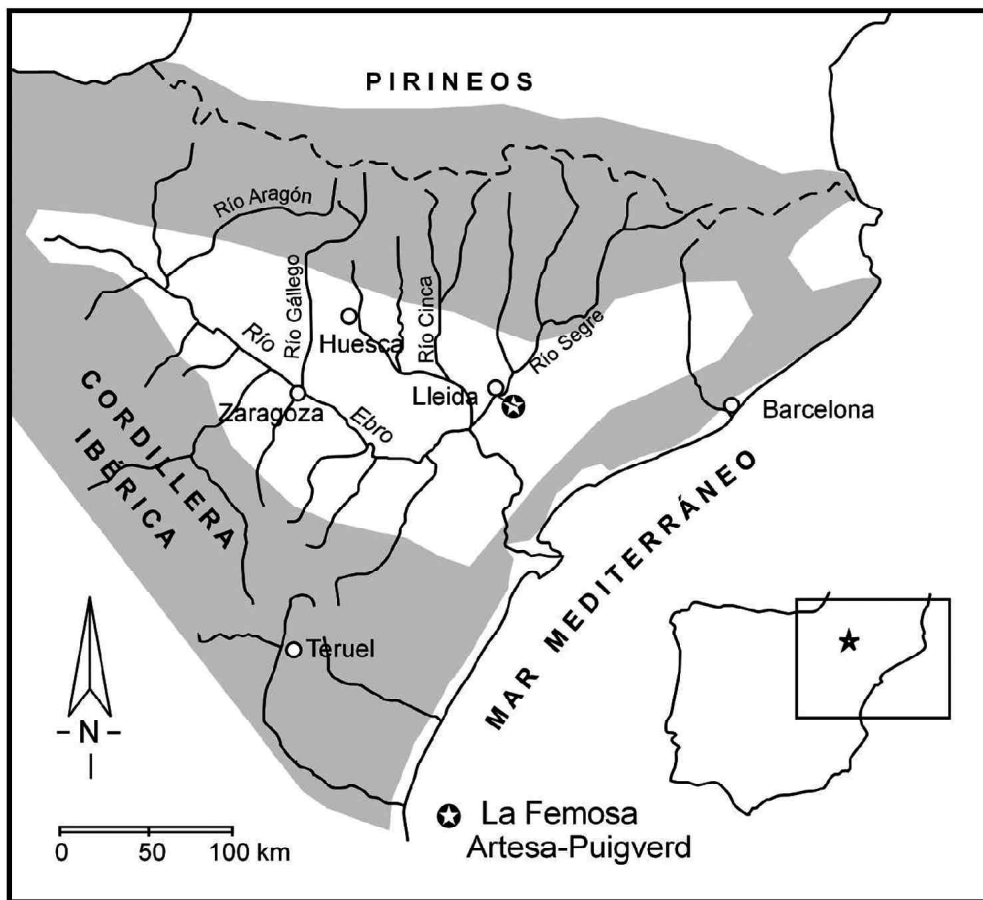 PIRINEOS
Río Aragón
Río Gállego
Río Cinca
Río Segre
Río
Ebro
Huesca
Lleida
Zaragoza
Barcelona
CORDILLERA
IBÉRICA
MAR MEDITERRÁNEO
Teruel
N
0 50 100 km
La Femosa
Artesa-Puigverd